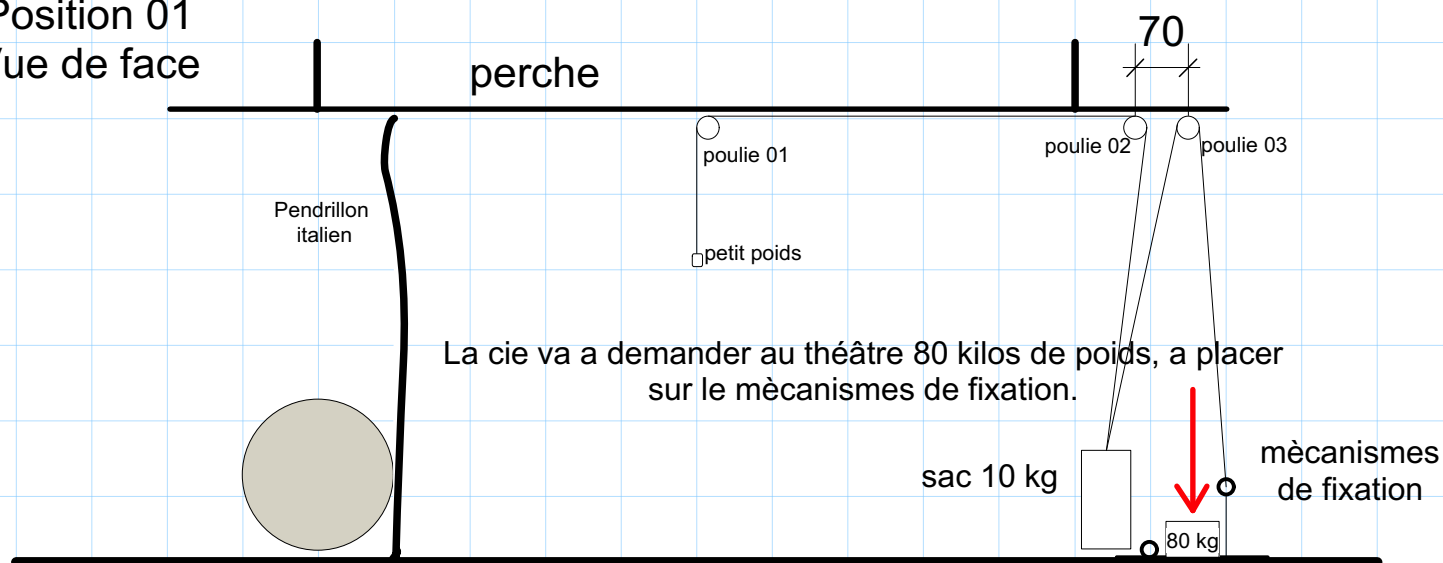 Position 01
Vue de face
70
perche
poulie 01
poulie 02
poulie 03
Pendrillon
italien
petit poids
La cie va a demander au théâtre 80 kilos de poids, a placer
sur le mècanismes de fixation.
sac 10 kg
mècanismes
de fixation
80 kg